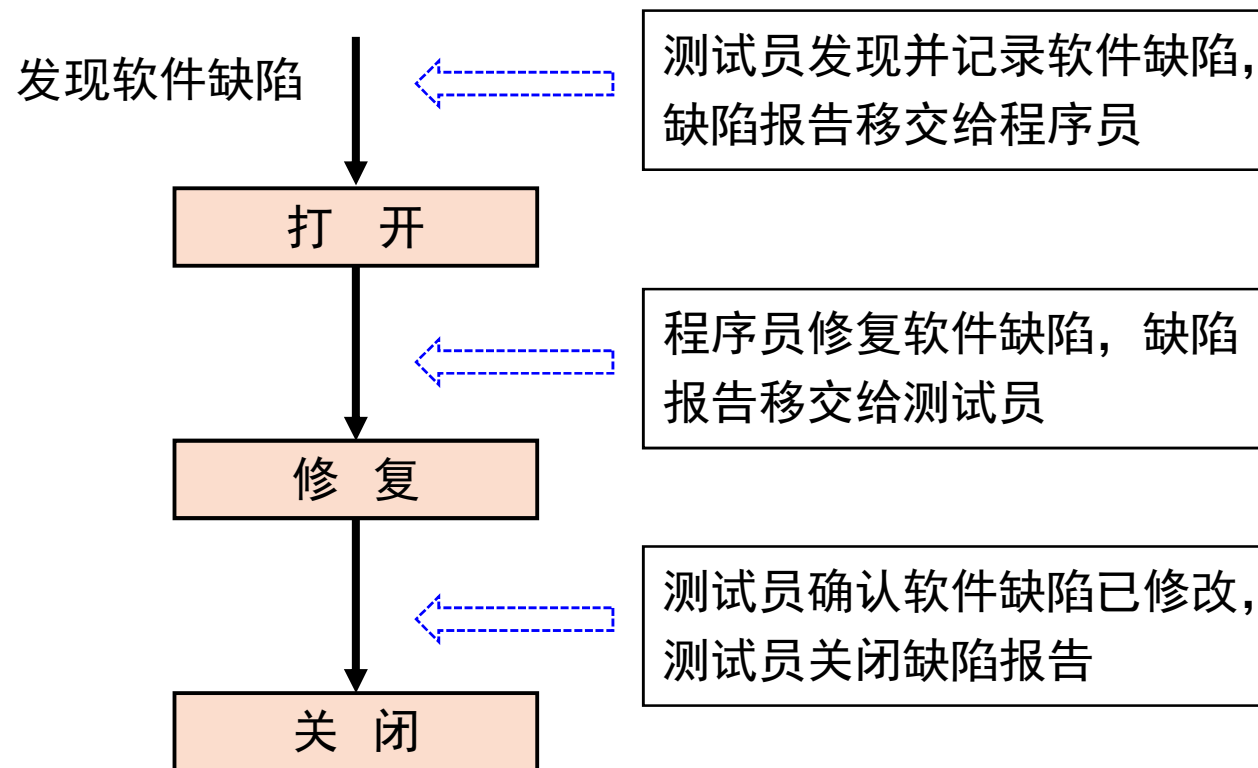 发现软件缺陷
测试员发现并记录软件缺陷，
缺陷报告移交给程序员
打 开
程序员修复软件缺陷，缺陷
报告移交给测试员
修 复
测试员确认软件缺陷已修改，
测试员关闭缺陷报告
关 闭